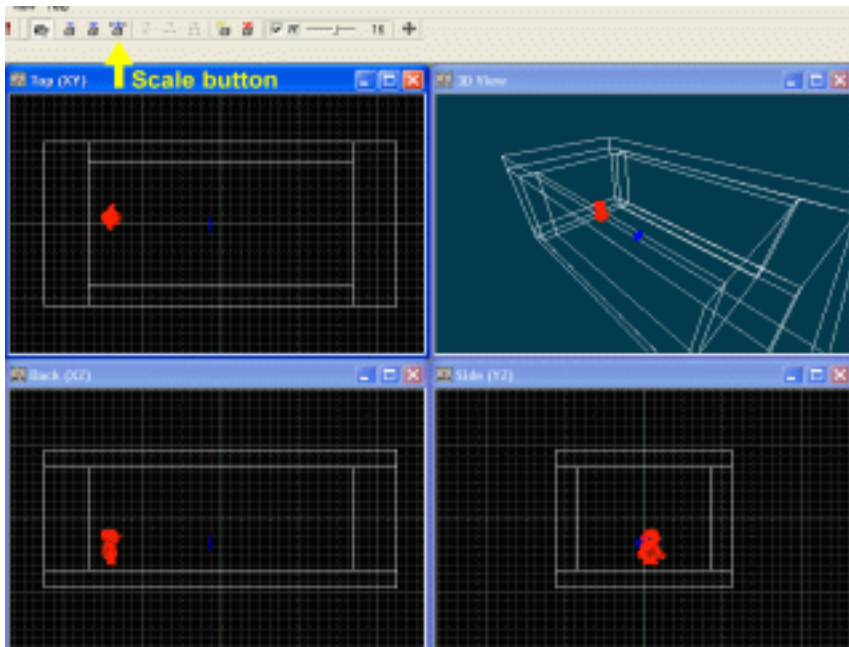 16
Scale button
Top (XY)
3D View
Back (XZ)
Side (YZ)